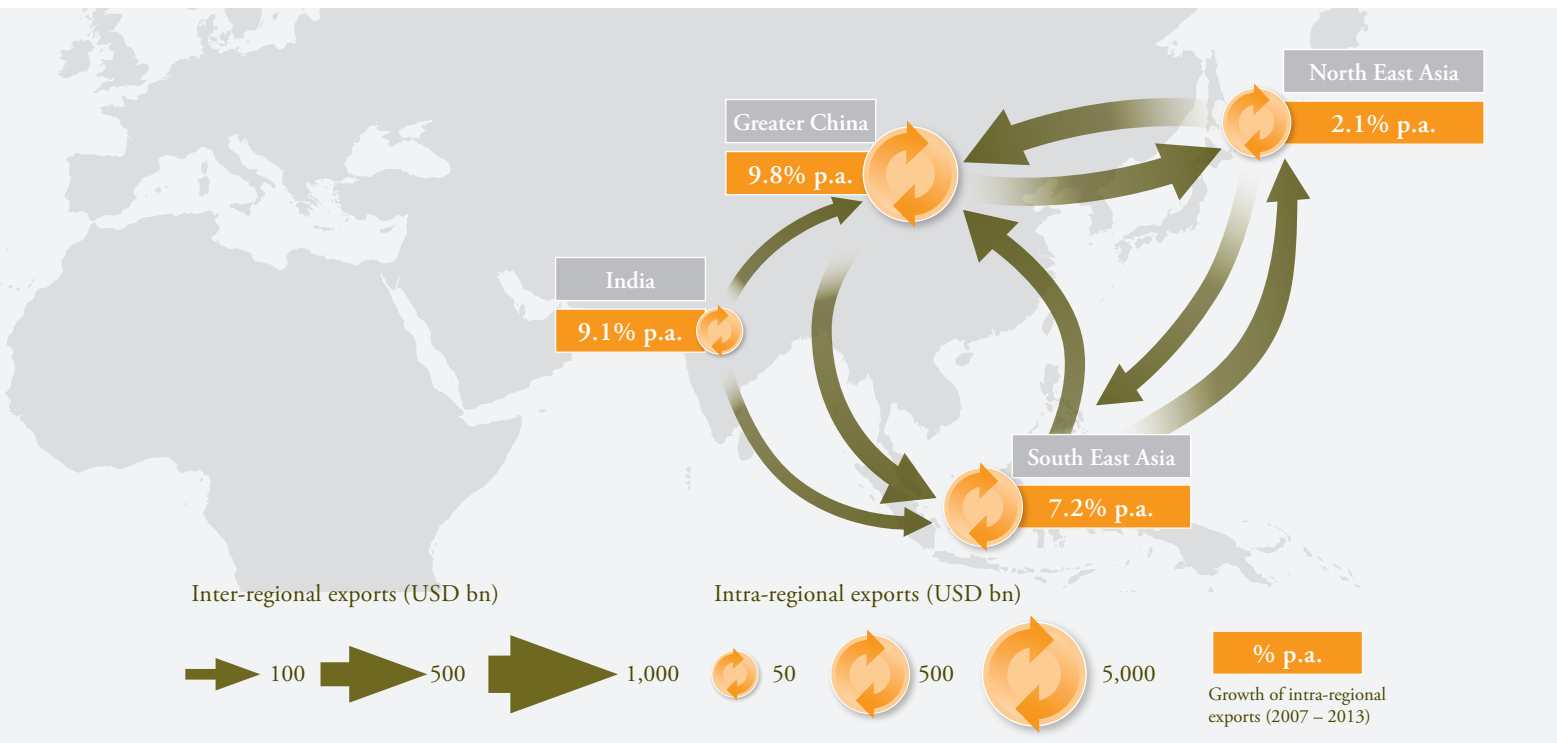 North East Asia
2.1% p.a.
Greater China
9.8% p.a.
India
9.1% p.a.
South East Asia
7.2% p.a.
Inter-regional exports (USD bn)
100
500
1,000
Intra-regional exports (USD bn)
50
500
5,000
% p.a.
Growth of intra-regional
exports (2007 – 2013)